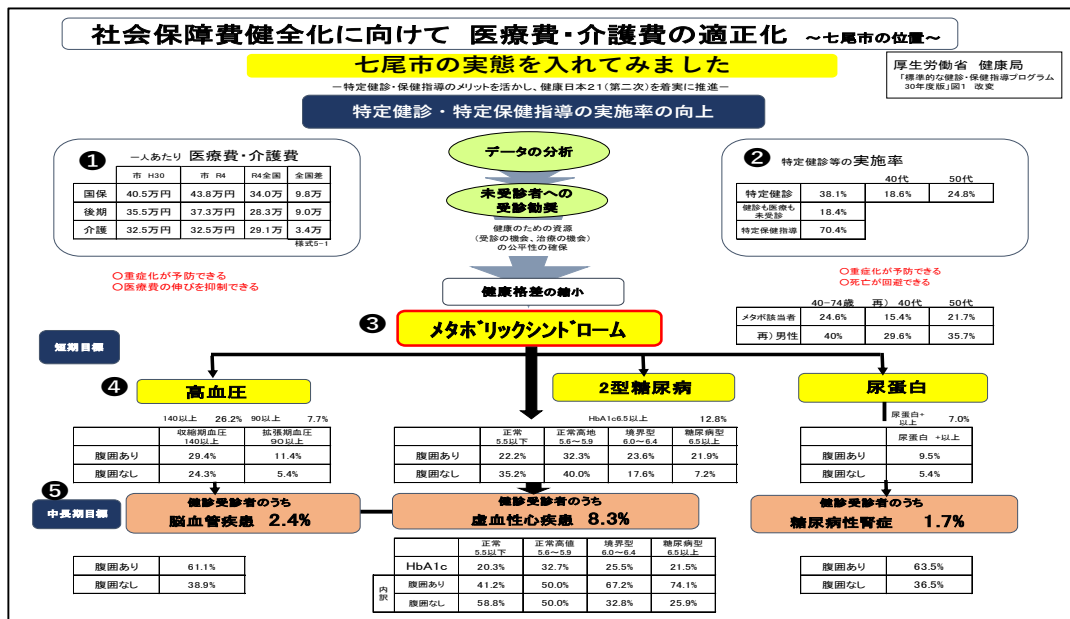 社会保障費健全化に向けて 医療費・介護費の適正化 ～七尾市の位置～
七尾市の実態を入れてみました
厚生労働省 健康局
「標準的な健診・保健指導プログラム
30年度版」図1 改変
－特定健診・保健指導のメリットを活かし、健康日本21(第二次)を着実に推進－
特定健診・特定保健指導の実施率の向上
❶ 一人あたり 医療費・介護費
市 H30 市 R4 R4全国 全国差
国保 40.5万円 43.8万円 34.0万 9.8万
後期 35.5万円 37.3万円 28.3万 9.0万
介護 32.5万円 32.5万円 29.1万 3.4万
様式5-1
データの分析
未受診者への
受診勧奨
健康のための資源
(受診の機会、治療の機会)
の公平性の確保
健康格差の縮小
❷ 特定健診等の実施率
40代 50代
特定健診 38.1% 18.6% 24.8%
健診も医療も
未受診 18.4%
特定保健指導 70.4%
○重症化が予防できる
○医療費の伸びを抑制できる
○重症化が予防できる
○死亡が回避できる
40-74歳 再) 40代 50代
メタボ該当者 24.6% 15.4% 21.7%
再)男性 40% 29.6% 35.7%
❸ メタボリックシンドローム
短期目標
❹ 高血圧
2型糖尿病
尿蛋白
140以上 26.2% 90以上 7.7%
収縮期血圧
140以上
拡張期血圧
90以上
腹囲あり 29.4% 11.4%
腹囲なし 24.3% 5.4%
HbA1c6.5以上 12.8%
正常
5.5以下
正常高地
5.6～5.9
境界型
6.0～6.4
糖尿病型
6.5以上
腹囲あり 22.2% 32.3% 23.6% 21.9%
腹囲なし 35.2% 40.0% 17.6% 7.2%
尿蛋白+
以上 7.0%
尿蛋白 +以上
腹囲あり 9.5%
腹囲なし 5.4%
❺
中長期目標
健診受診者のうち
脳血管疾患 2.4%
健診受診者のうち
虚血性心疾患 8.3%
健診受診者のうち
糖尿病性腎症 1.7%
腹囲あり 61.1%
腹囲なし 38.9%
正常
5.5以下
正常高値
5.6～5.9
境界型
6.0～6.4
糖尿病型
6.5以上
HbA1c 20.3% 32.7% 25.5% 21.5%
内訳
腹囲あり 41.2% 50.0% 67.2% 74.1%
腹囲なし 58.8% 50.0% 32.8% 25.9%
腹囲あり 63.5%
腹囲なし 36.5%